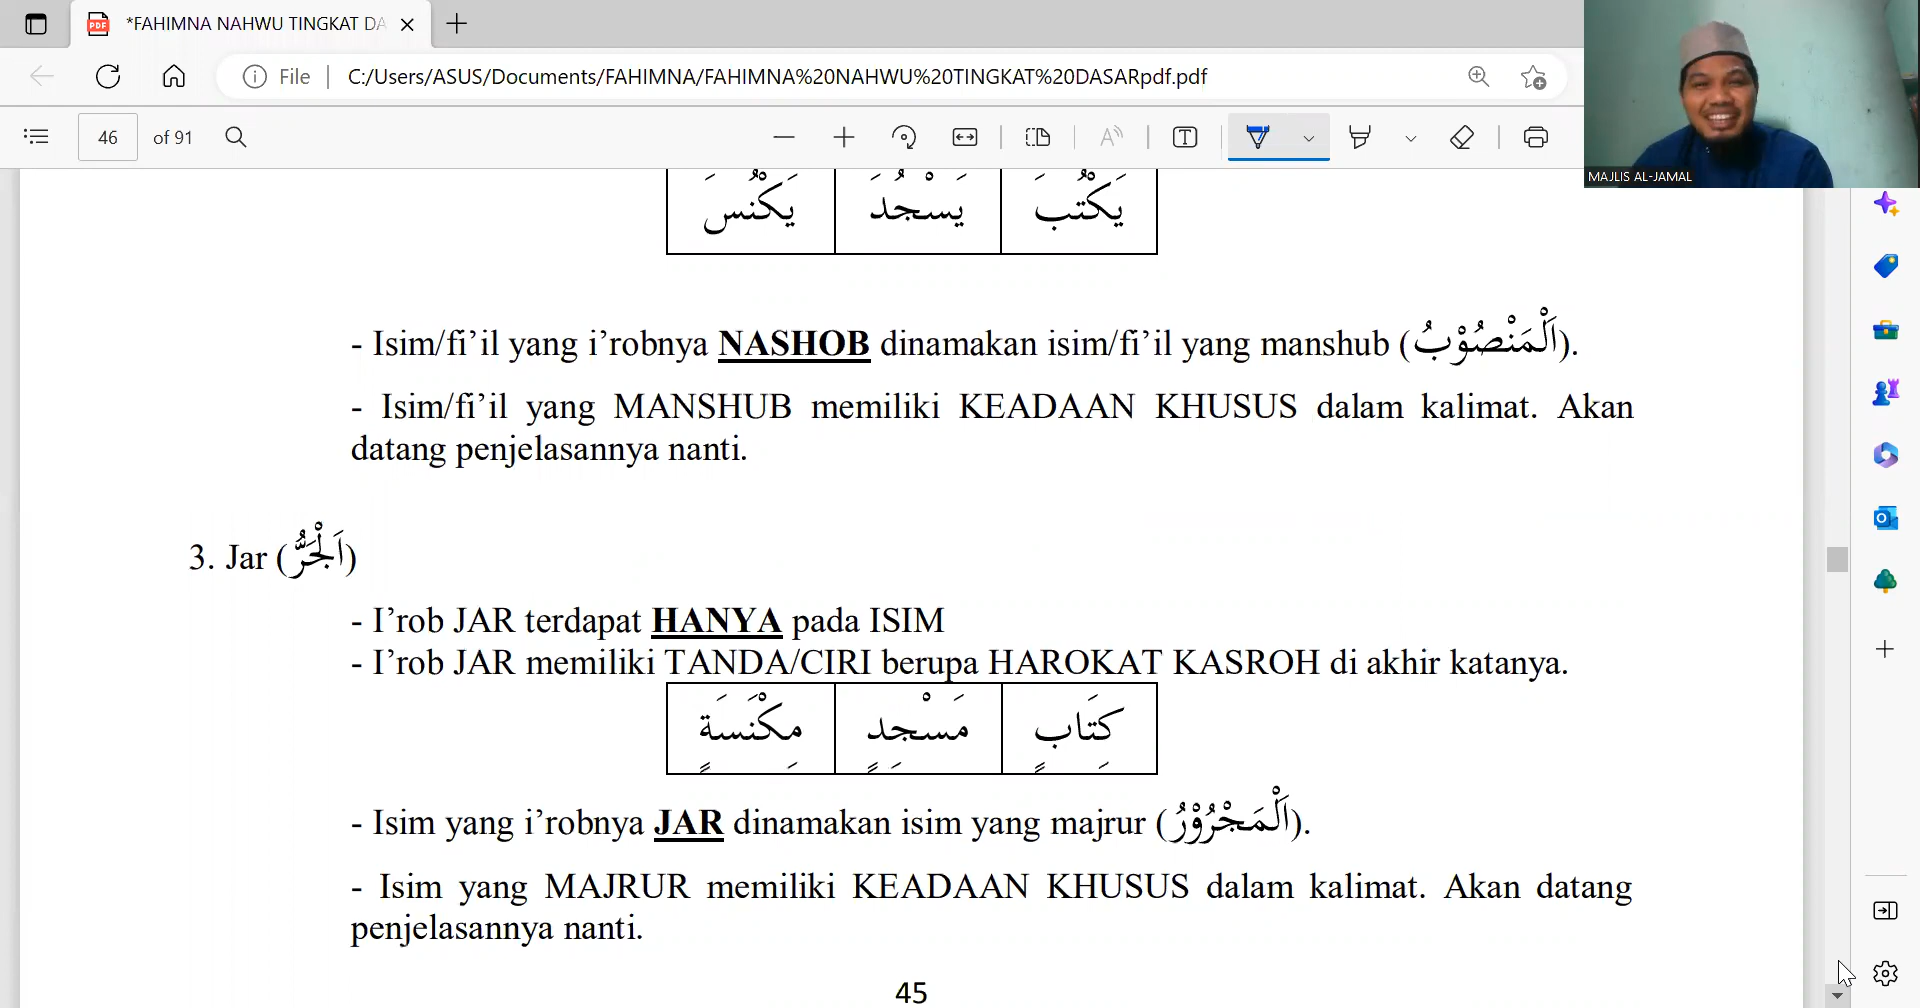 *FAHIMNA NAHWU TINGKAT DA
File
C:/Users/ASUS/Documents/FAHIMNA/FAHIMNA%20NAHWU%20TINGKAT%20DASARpdf.pdf
46 of 91
MAJLIS AL-JAMAL
يَكْتُبَ يَسْجُدَ يَكْنُسَ
- Isim/fi’il yang i’robnya NASHOB dinamakan isim/fi’il yang manshub (اَلْمَنْصُوْبُ).
- Isim/fi’il yang MANSHUB memiliki KEADAAN KHUSUS dalam kalimat. Akan
datang penjelasannya nanti.
3. Jar (اَلْجَرُّ)
- I’rob JAR terdapat HANYA pada ISIM
- I’rob JAR memiliki TANDA/CIRI berupa HAROKAT KASROH di akhir katanya.
كِتَابٍ مَسْجِدٍ مِكْنَسَةٍ
- Isim yang i’robnya JAR dinamakan isim yang majrur (اَلْمَجْرُوْرُ).
- Isim yang MAJRUR memiliki KEADAAN KHUSUS dalam kalimat. Akan datang
penjelasannya nanti.
45